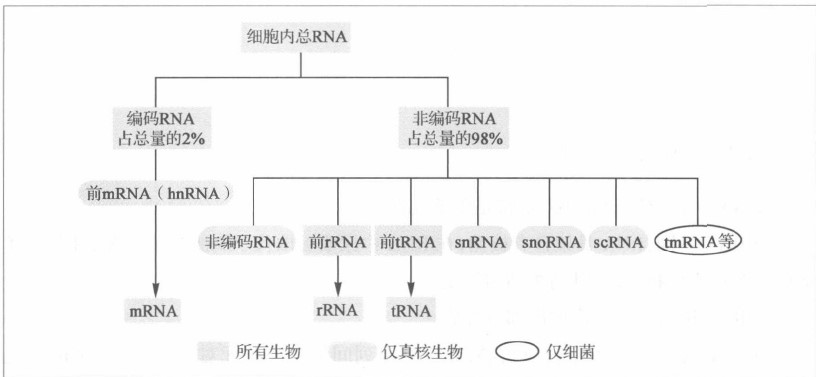 细胞内总RNA
编码RNA
占总量的2%
非编码RNA
占总量的98%
前mRNA（hnRNA）
非编码RNA
前rRNA
前tRNA
snRNA
snoRNA
scRNA
tmRNA等
mRNA
rRNA
tRNA
所有生物
仅真核生物
仅细菌